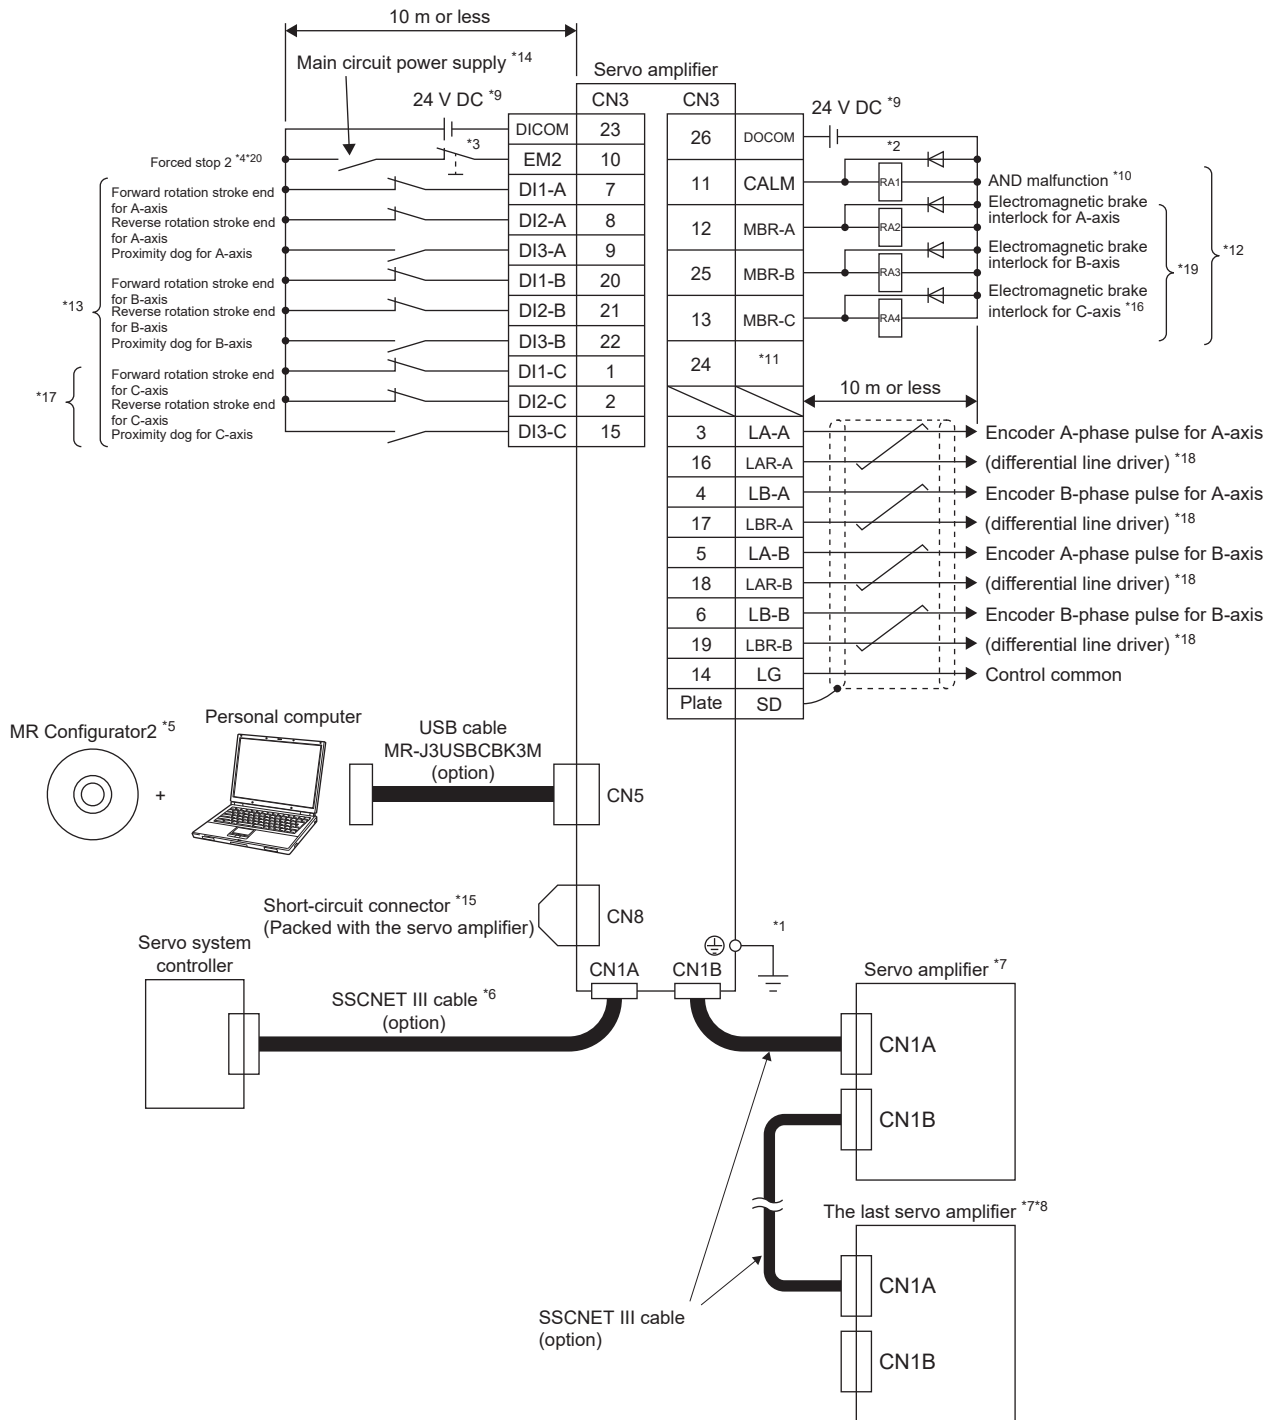 10 m or less
Main circuit power supply *14
Servo amplifier
24 V DC *9
CN3
CN3
24 V DC *9
DICOM 23
*3
Forced stop 2 *4*20
EM2 10
Forward rotation stroke end
for A-axis
DI1-A 7
Reverse rotation stroke end
for A-axis
DI2-A 8
Proximity dog for A-axis
DI3-A 9
*13
Forward rotation stroke end
for B-axis
DI1-B 20
Reverse rotation stroke end
for B-axis
DI2-B 21
Proximity dog for B-axis
DI3-B 22
*17
Forward rotation stroke end
for C-axis
DI1-C 1
Reverse rotation stroke end
for C-axis
DI2-C 2
Proximity dog for C-axis
DI3-C 15
26 DOCOM
*2
11 CALM
RA1
AND malfunction *10
12 MBR-A
RA2
Electromagnetic brake
interlock for A-axis
25 MBR-B
RA3
Electromagnetic brake
interlock for B-axis
13 MBR-C
RA4
Electromagnetic brake
interlock for C-axis *16
*19
*12
24 *11
10 m or less
3 LA-A Encoder A-phase pulse for A-axis
16 LAR-A (differential line driver) *18
4 LB-A Encoder B-phase pulse for A-axis
17 LBR-A (differential line driver) *18
5 LA-B Encoder A-phase pulse for B-axis
18 LAR-B (differential line driver) *18
6 LB-B Encoder B-phase pulse for B-axis
19 LBR-B (differential line driver) *18
14 LG Control common
Plate SD
MR Configurator2 *5
+
Personal computer
USB cable
MR-J3USBCBK3M
(option)
CN5
Short-circuit connector *15
(Packed with the servo amplifier)
CN8
*1
Servo system
controller
CN1A
CN1B
SSCNET III cable *6
(option)
Servo amplifier *7
CN1A
CN1B
The last servo amplifier *7*8
CN1A
CN1B
SSCNET III cable
(option)